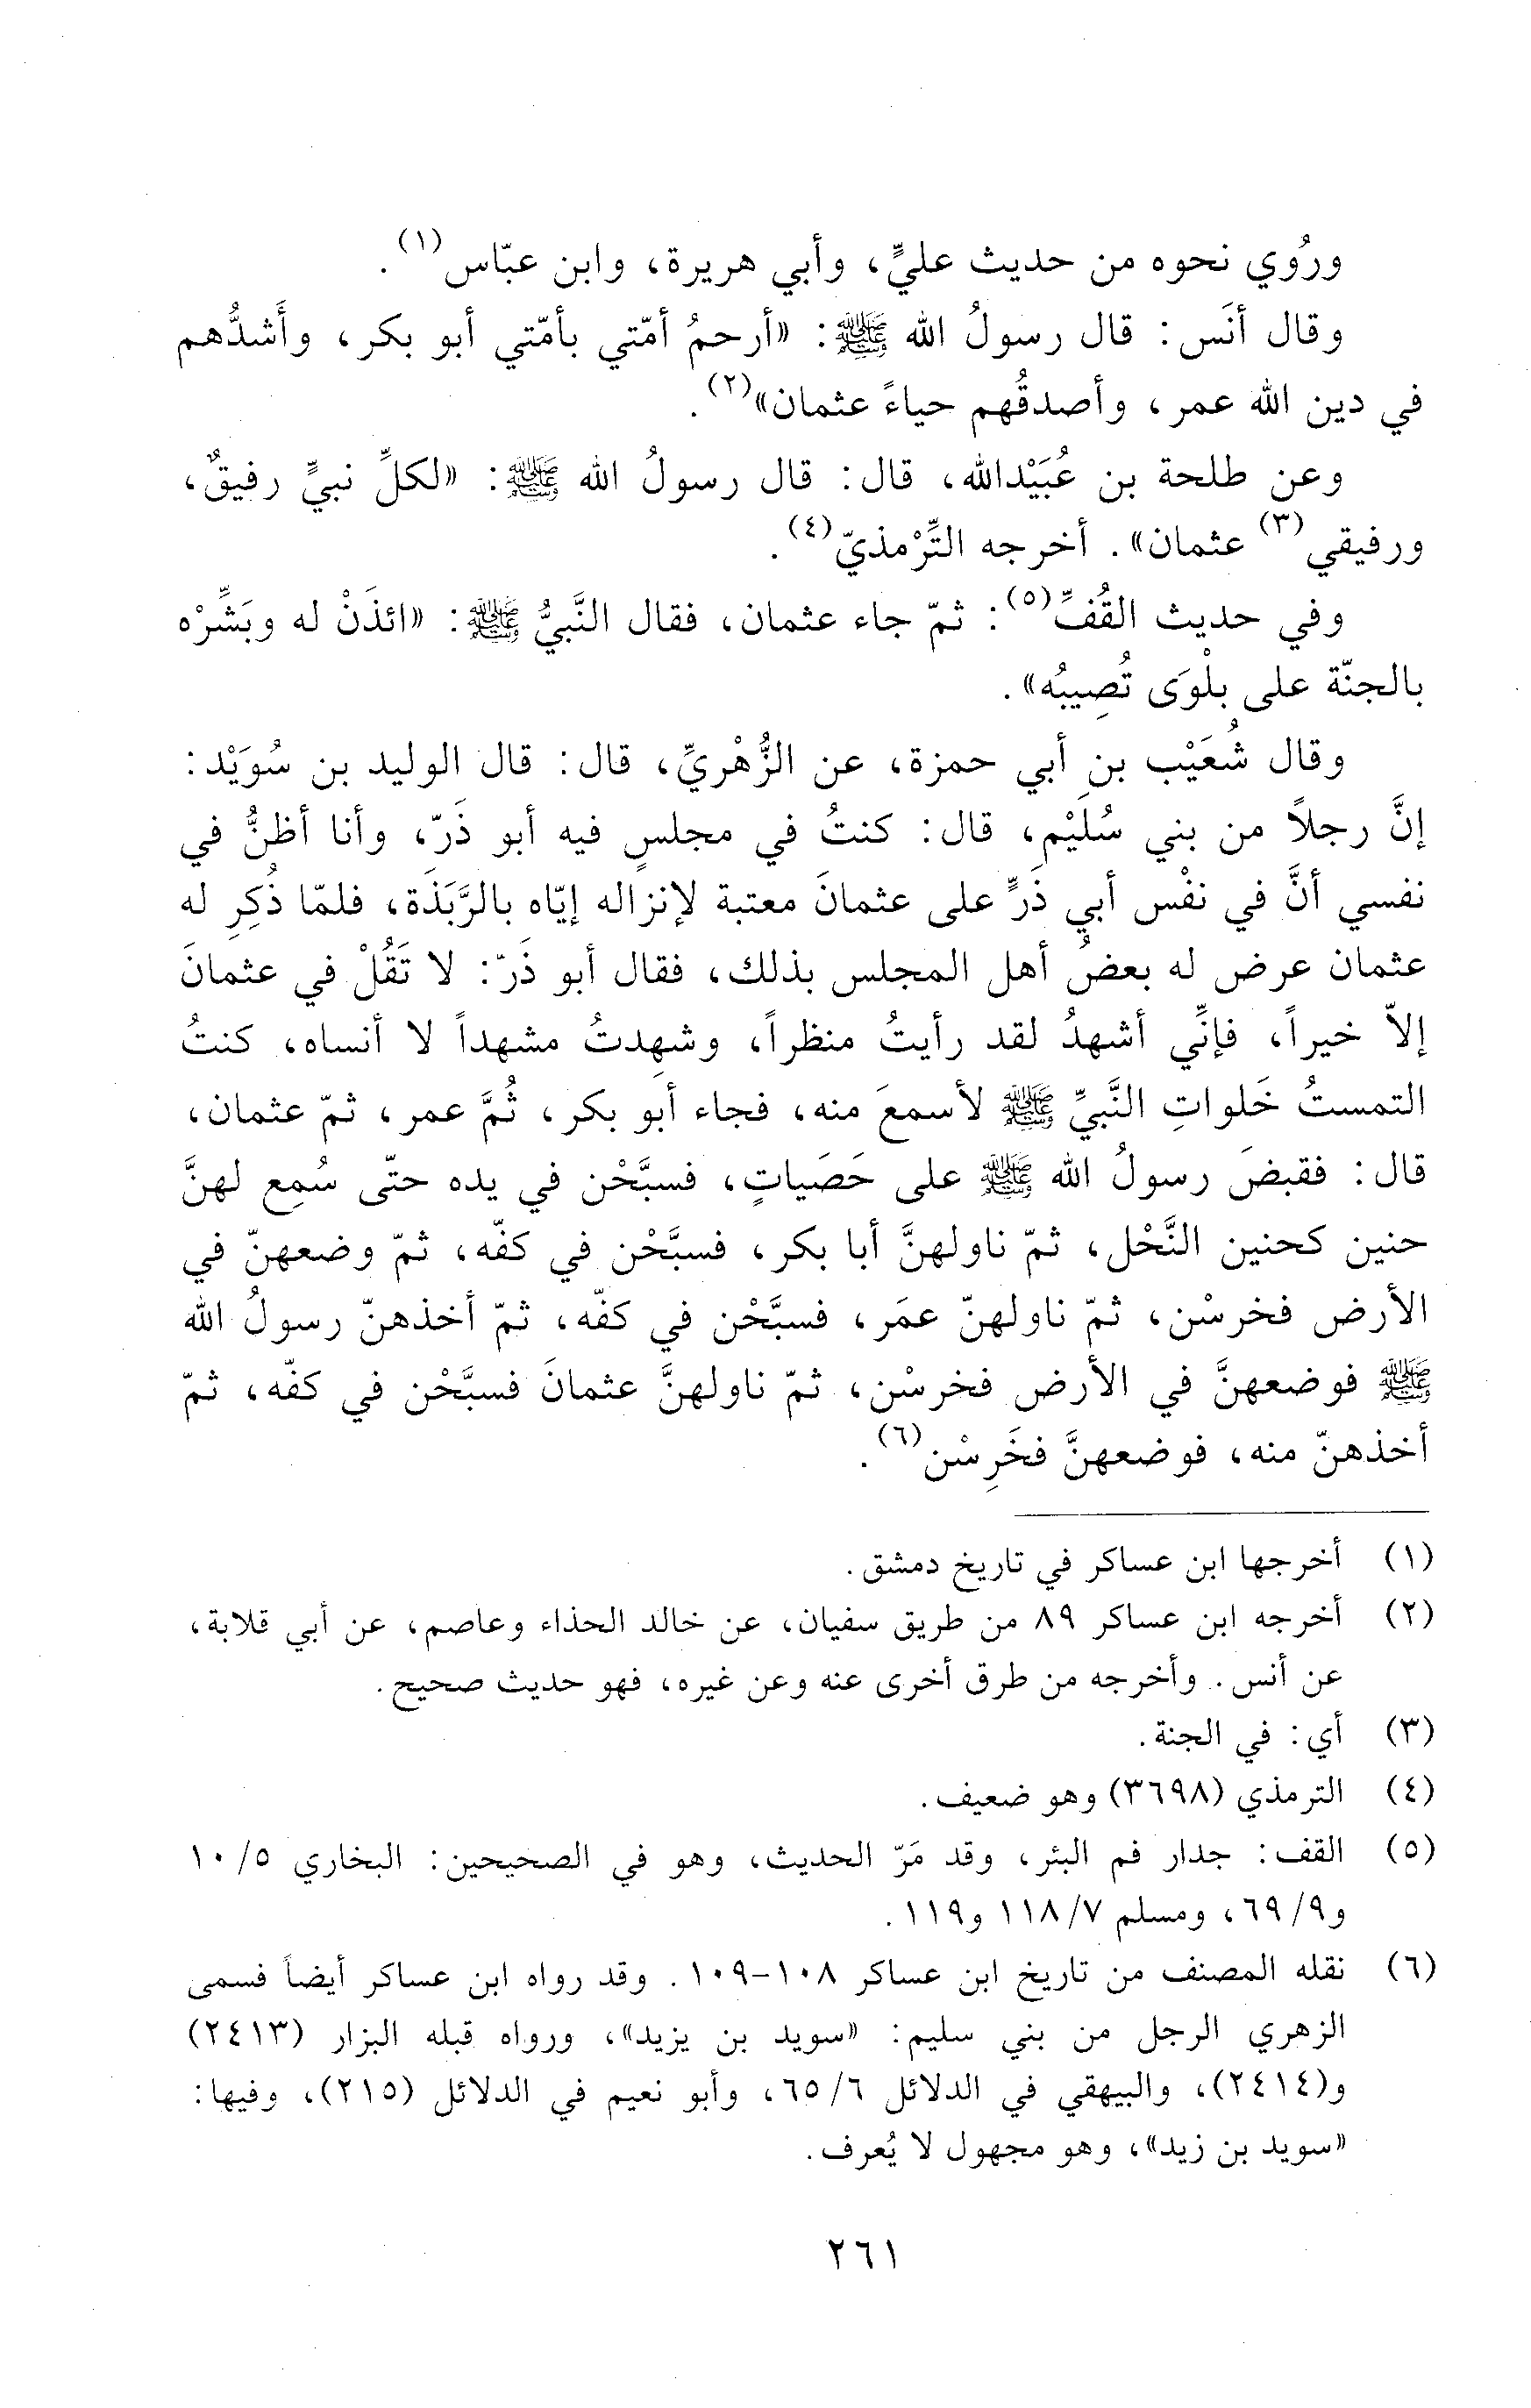 ورُوي نحوه من حديث عليٍّ، وأبي هريرة، وابن عبّاس(١).
وقال أنَس: قال رسولُ الله ﷺ: «أرحمُ أمّتي بأمّتي أبو بكر، وأَشدُّهم
في دين الله عمر، وأصدقُهم حياءً عثمان»(٢).
وعن طلحة بن عُبَيْدالله، قال: قال رسولُ الله ﷺ: «لكلِّ نبيٍّ رفيقٌ،
ورفيقي(٣) عثمان». أخرجه التِّرْمذيّ(٤).
وفي حديث القُفِّ(٥): ثمّ جاء عثمان، فقال النَّبيُّ ﷺ: «ائذَنْ له وبَشِّرْه
بالجنّة على بلْوَى تُصِيبُه».
وقال شُعَيْب بن أبي حمزة، عن الزُّهْريِّ، قال: قال الوليد بن سُوَيْد:
إنَّ رجلاً من بني سُلَيْم، قال: كنتُ في مجلسٍ فيه أبو ذَرّ، وأنا أظنُّ في
نفسي أنَّ في نفْس أبي ذَرٍّ على عثمانَ معتبة لإنزاله إيّاه بالرَّبَذَة، فلمّا ذُكِرِ له
عثمان عرض له بعضُ أهل المجلس بذلك، فقال أبو ذَرّ: لا تَقُلْ في عثمانَ
إلاّ خيراً، فإنِّي أشهدُ لقد رأيتُ منظراً، وشهِدتُ مشهداً لا أنساه، كنتُ
التمستُ خَلواتِ النَّبيِّ ﷺ لأسمعَ منه، فجاء أبو بكر، ثُمَّ عمر، ثمّ عثمان،
قال: فقبضَ رسولُ الله ﷺ على حَصَياتٍ، فسبَّحْن في يده حتّى سُمِع لهنَّ
حنين كحنين النَّحْل، ثمّ ناولهنَّ أبا بكر، فسبَّحْن في كفّه، ثمّ وضعهنّ في
الأرض فخرسْن، ثمّ ناولهنّ عمَر، فسبَّحْن في كفّه، ثمّ أخذهنّ رسولُ الله
ﷺ فوضعهنَّ في الأرض فخرسْن، ثمّ ناولهنَّ عثمانَ فسبَّحْن في كفّه، ثمّ
أخذهنّ منه، فوضعهنَّ فخَرِسْن(٦).
(١) أخرجها ابن عساكر في تاريخ دمشق.
(٢) أخرجه ابن عساكر ٨٩ من طريق سفيان، عن خالد الحذاء وعاصم، عن أبي قلابة،
عن أنس. وأخرجه من طرق أخرى عنه وعن غيره، فهو حديث صحيح.
(٣) أي: في الجنة.
(٤) الترمذي (٣٦٩٨) وهو ضعيف.
(٥) القف: جدار فم البئر، وقد مَرّ الحديث، وهو في الصحيحين: البخاري ٥/ ١٠
و٩/ ٦٩، ومسلم ٧/ ١١٨ و١١٩.
(٦) نقله المصنف من تاريخ ابن عساكر ١٠٨-١٠٩. وقد رواه ابن عساكر أيضاً فسمى
الزهري الرجل من بني سليم: «سويد بن يزيد»، ورواه قبله البزار (٢٤١٣)
و(٢٤١٤)، والبيهقي في الدلائل ٦/ ٦٥، وأبو نعيم في الدلائل (٢١٥)، وفيها:
«سويد بن زيد»، وهو مجهول لا يُعرف.
٢٦١